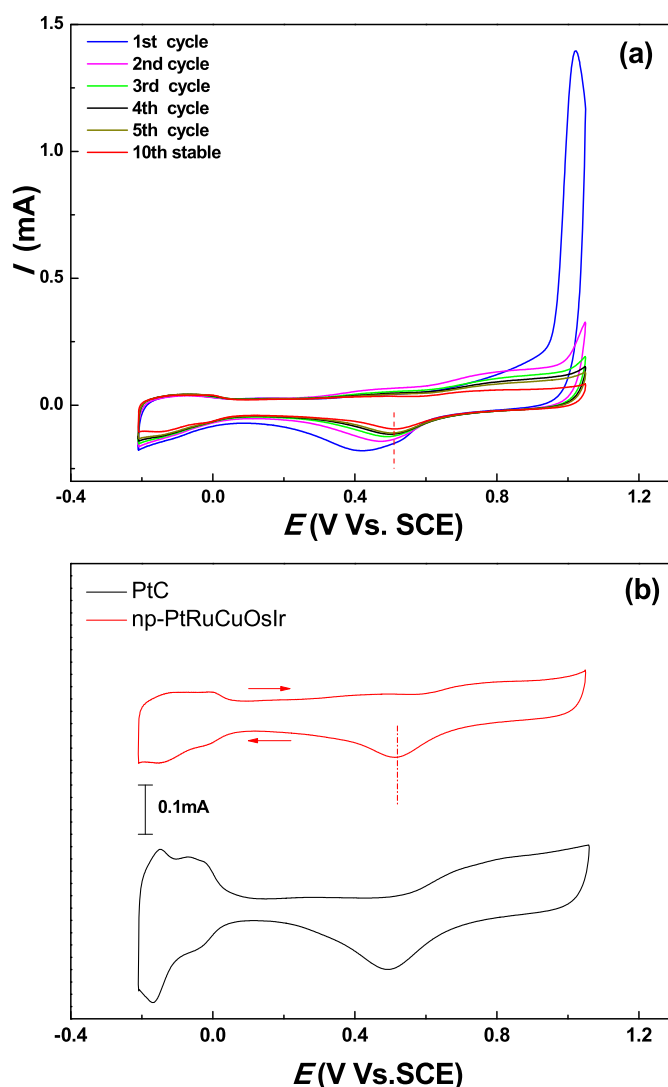 1.5
(a)
1st cycle
2nd cycle
3rd cycle
4th cycle
5th cycle
10th stable
1.0
I (mA)
0.5
0.0
-0.4 0.0 0.4 0.8 1.2
E (V Vs. SCE)
(b)
PtC
np-PtRuCuOsIr
0.1mA
-0.4 0.0 0.4 0.8 1.2
E (V Vs.SCE)